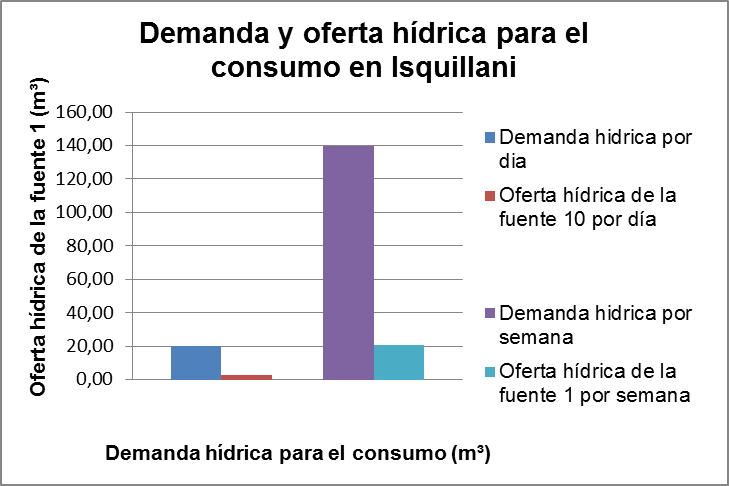 Demanda y oferta hídrica para el
consumo en Isquillani
Oferta hídrica de la fuente 1 (m³)
160,00
140,00
120,00
100,00
80,00
60,00
40,00
20,00
0,00
Demanda hidrica por
dia
Oferta hídrica de la
fuente 10 por día
Demanda hidrica por
semana
Oferta hídrica de la
fuente 1 por semana
Demanda hídrica para el consumo (m³)